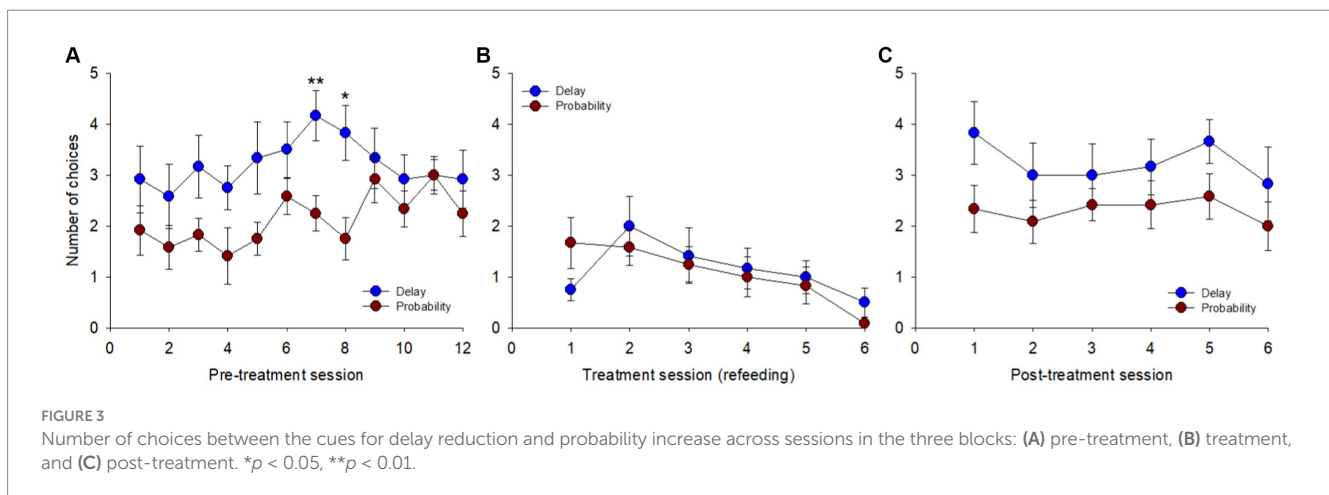 A
5
4
3
2
1
0
Number of choices
**
*
Delay
Probability
0 2 4 6 8 10 12
Pre-treatment session
B
5
4
3
2
1
0
Delay
Probability
0 1 2 3 4 5 6
Treatment session (refeeding)
C
5
4
3
2
1
0
Delay
Probability
0 1 2 3 4 5 6
Post-treatment session
FIGURE 3
Number of choices between the cues for delay reduction and probability increase across sessions in the three blocks: (A) pre-treatment, (B) treatment,
and (C) post-treatment. *p < 0.05, **p < 0.01.